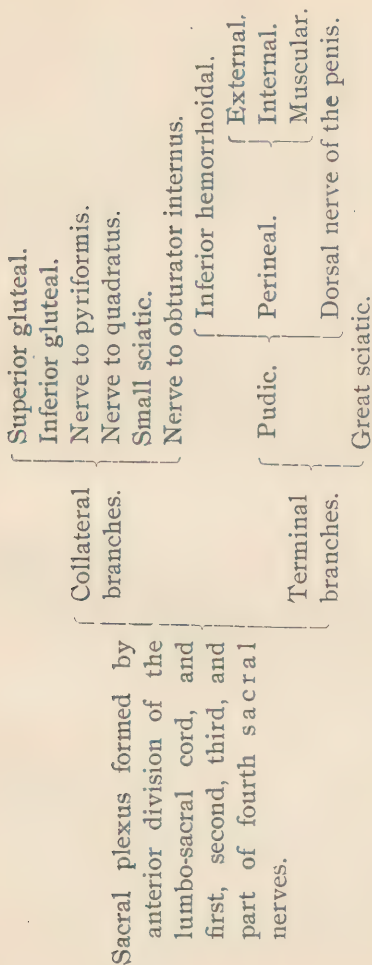 Sacral plexus formed by
anterior division of the
lumbo-sacral cord, and
first, second, third, and
part of fourth sacral
nerves.
Collateral
branches.
Superior gluteal.
Inferior gluteal.
Nerve to pyriformis.
Nerve to quadratus.
Small sciatic.
Nerve to obturator internus.
Terminal
branches.
Pudic.
Inferior hemorrhoidal.
Perineal.
External.
Internal.
Muscular.
Dorsal nerve of the penis.
Great sciatic.